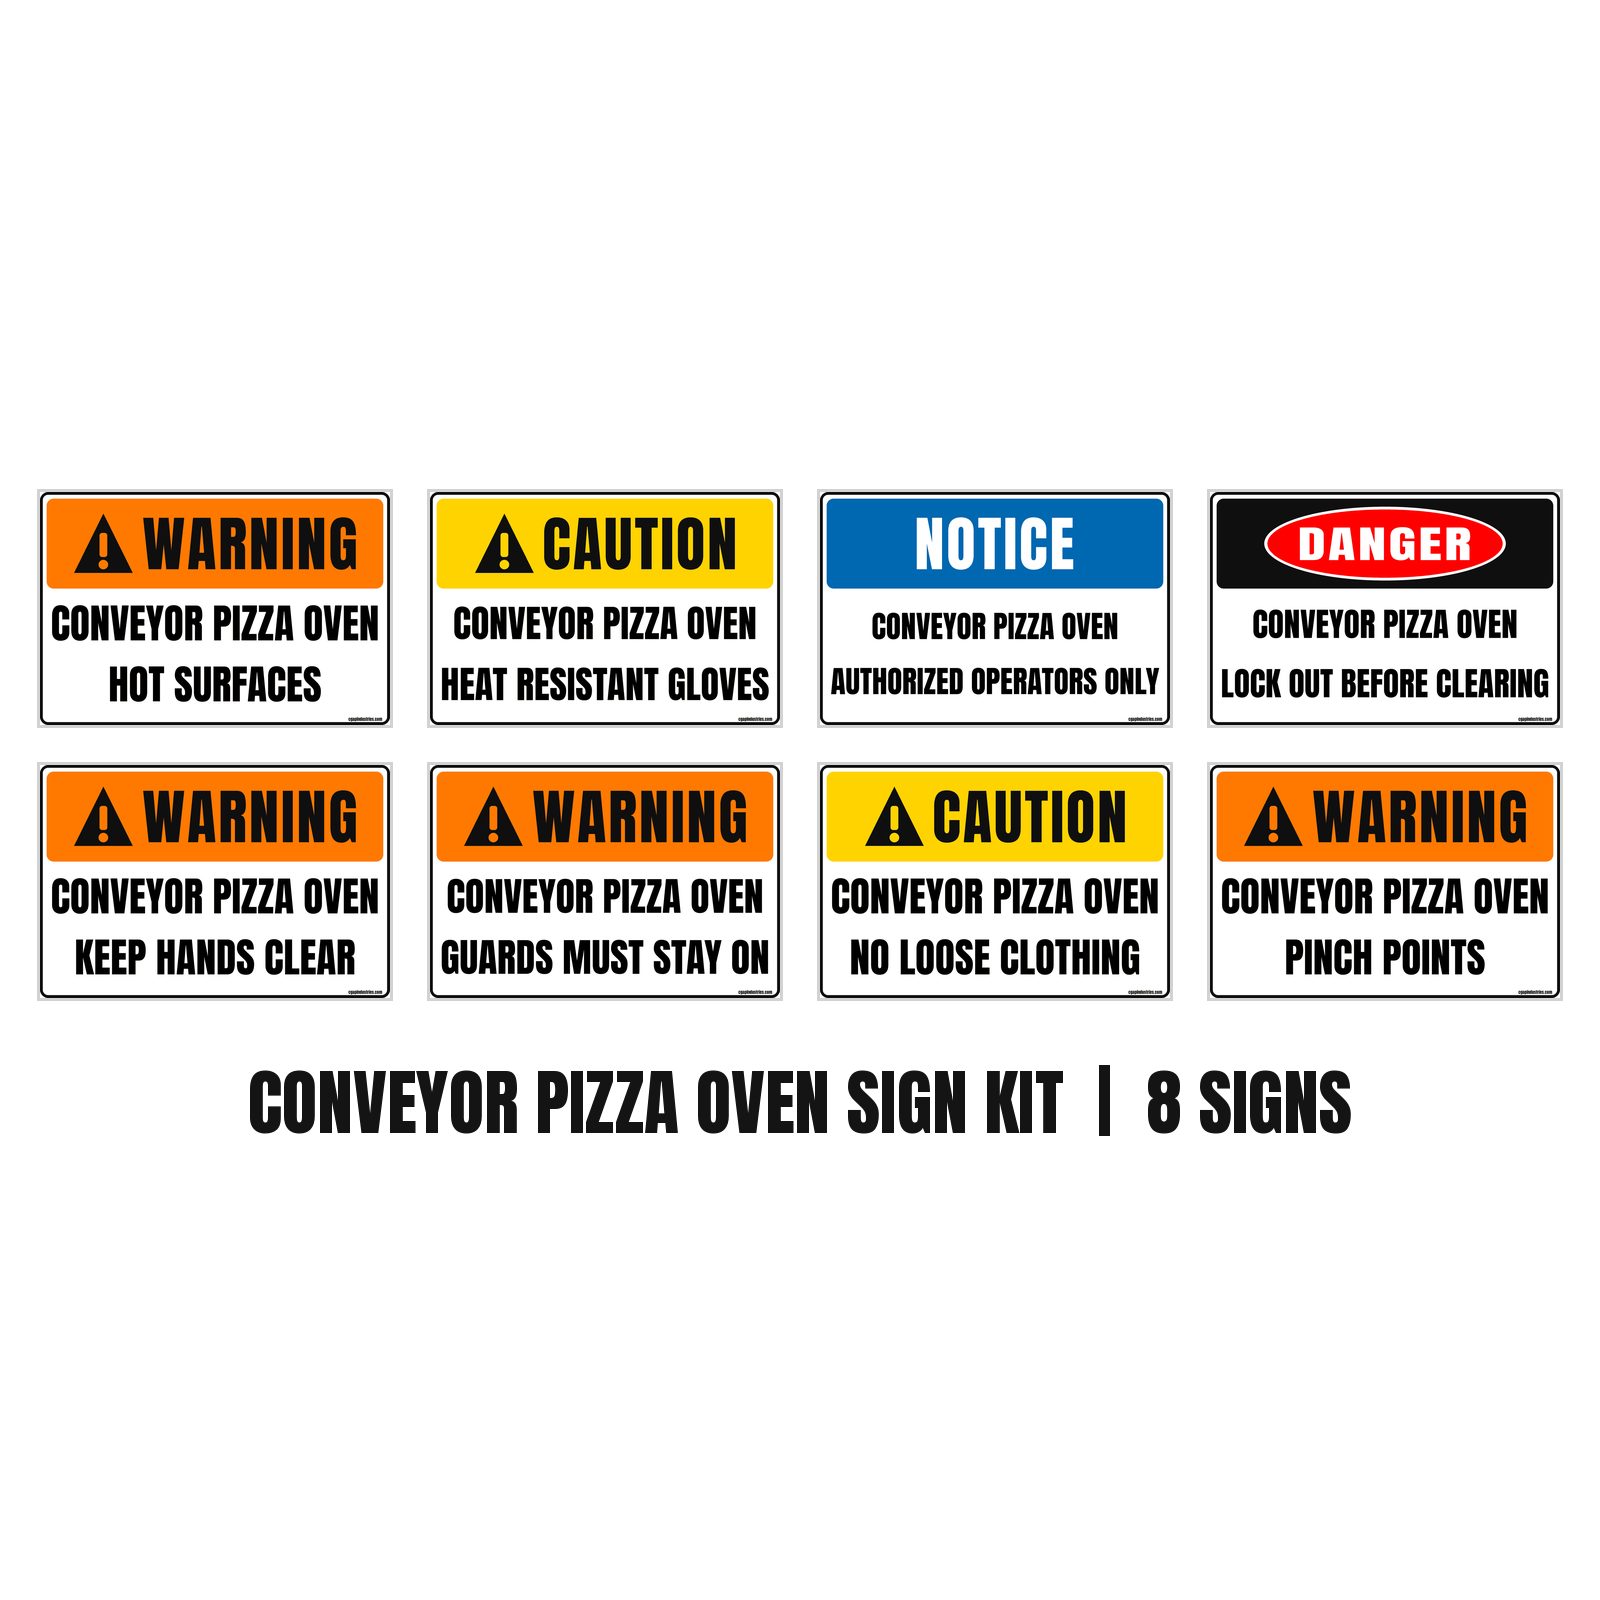 WARNING
CONVEYOR PIZZA OVEN
HOT SURFACES
CAUTION
CONVEYOR PIZZA OVEN
HEAT RESISTANT GLOVES
NOTICE
CONVEYOR PIZZA OVEN
AUTHORIZED OPERATORS ONLY
DANGER
CONVEYOR PIZZA OVEN
LOCK OUT BEFORE CLEARING
WARNING
CONVEYOR PIZZA OVEN
KEEP HANDS CLEAR
WARNING
CONVEYOR PIZZA OVEN
GUARDS MUST STAY ON
CAUTION
CONVEYOR PIZZA OVEN
NO LOOSE CLOTHING
WARNING
CONVEYOR PIZZA OVEN
PINCH POINTS
CONVEYOR PIZZA OVEN SIGN KIT | 8 SIGNS